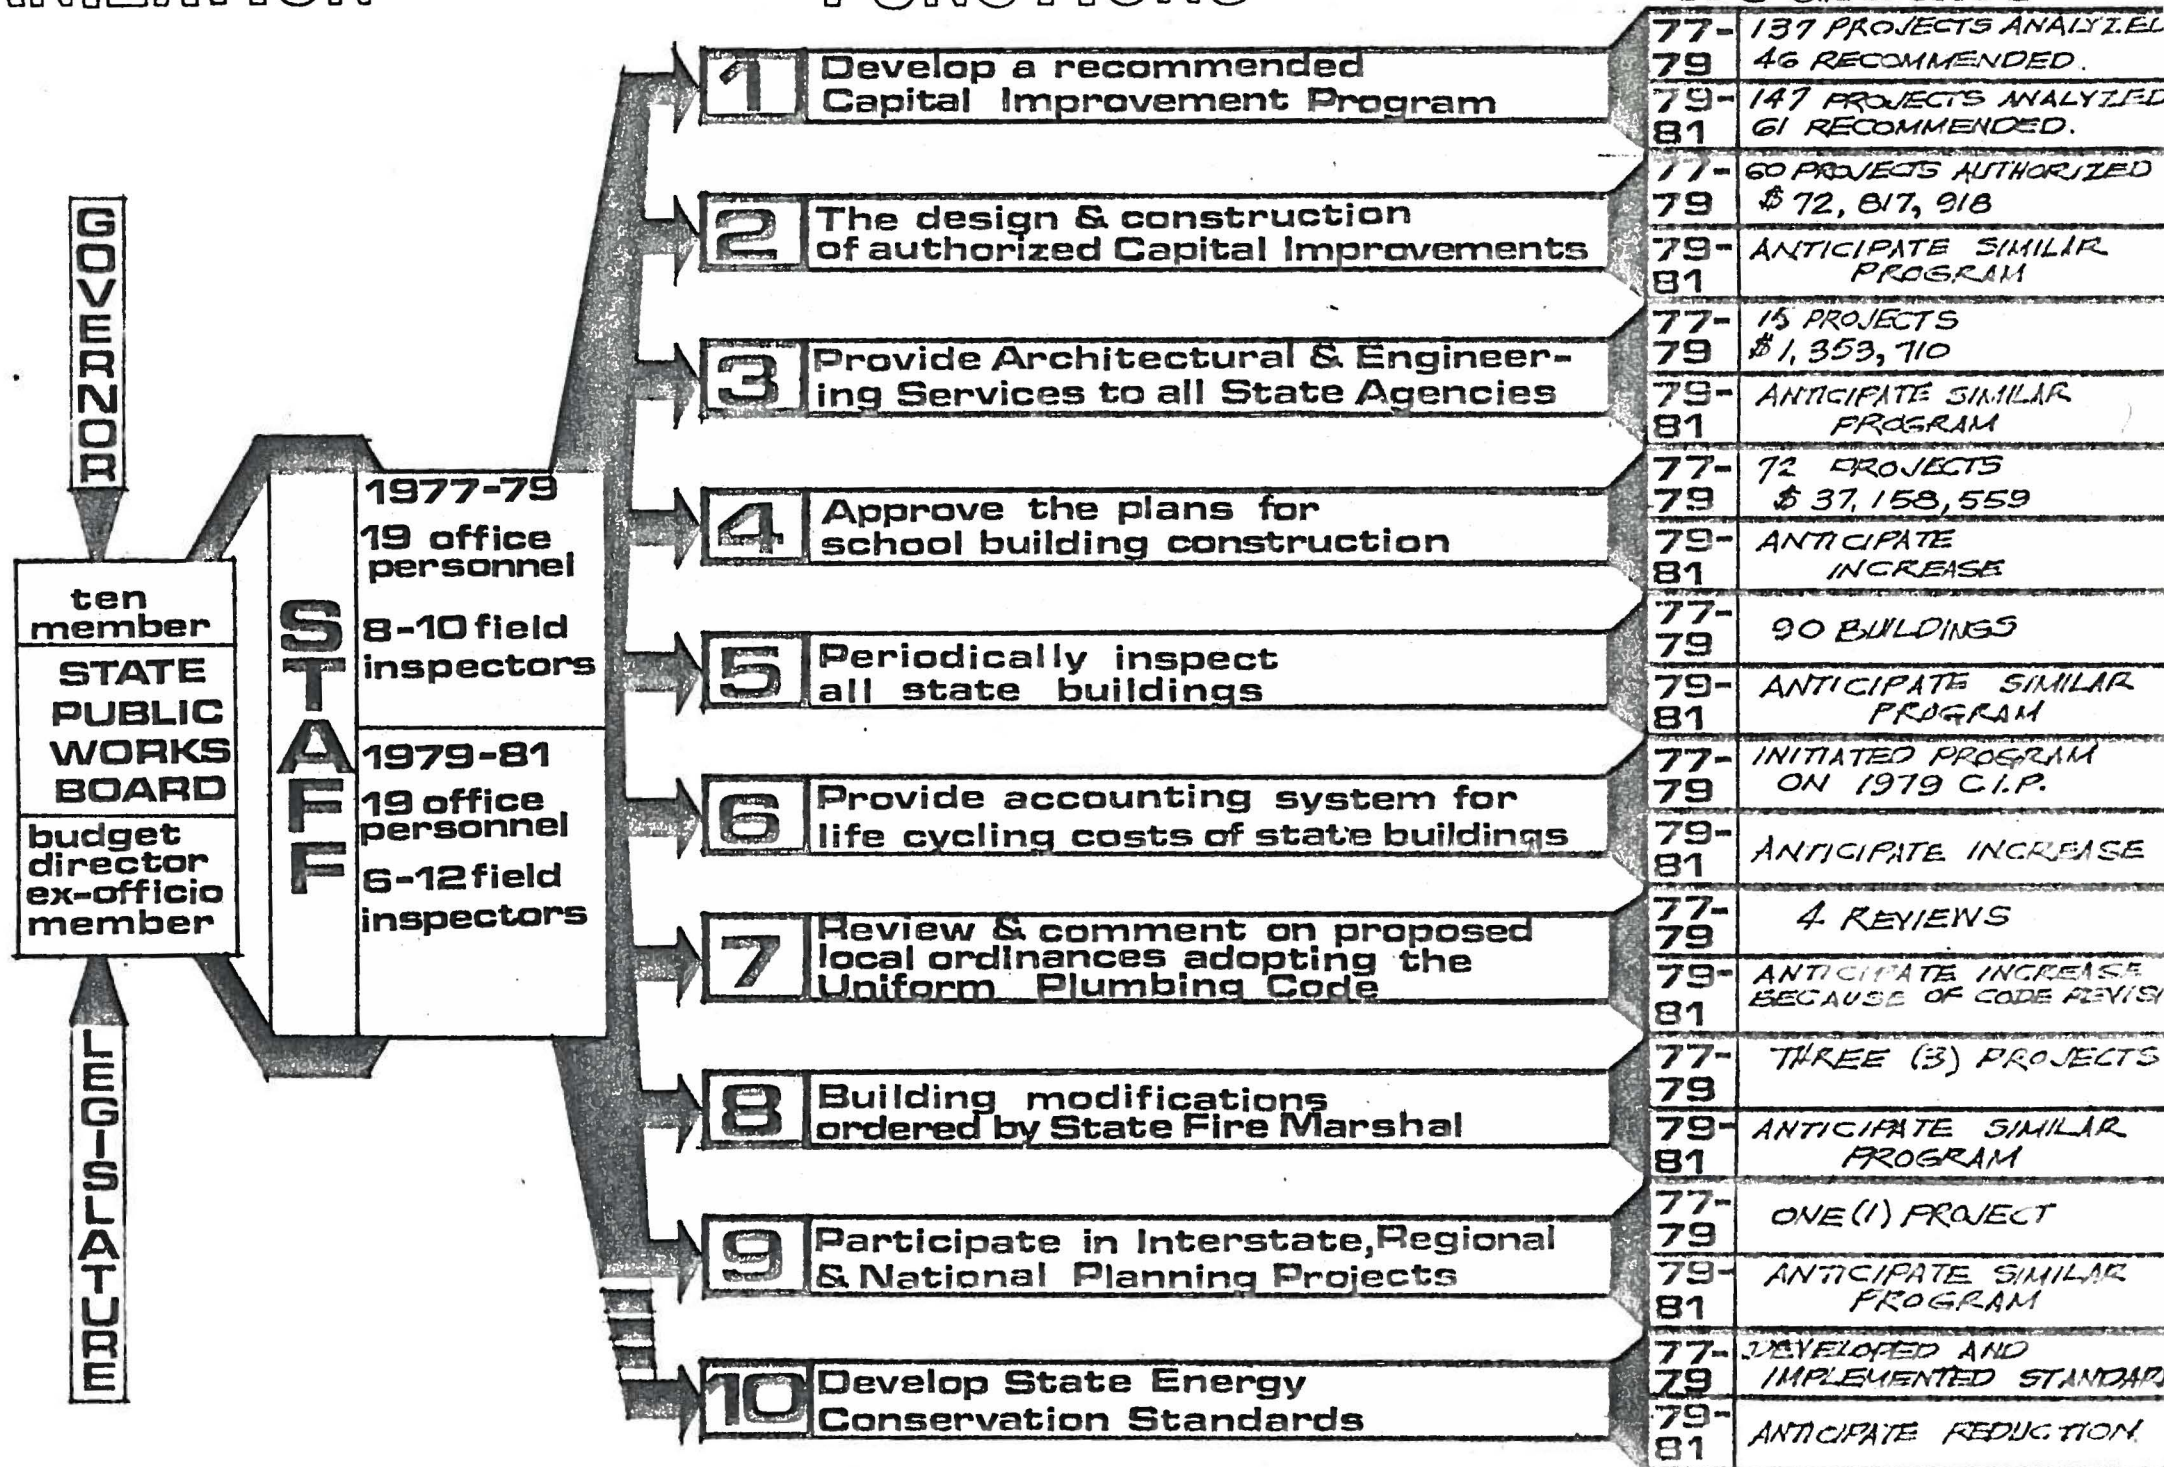 FUNCTIONS
GOVERNOR
ten
member
STATE
PUBLIC
WORKS
BOARD
budget
director
ex-officio
member
LEGISLATURE
STAFF
1977-79
19 office
personnel
8-10 field
inspectors
1979-81
19 office
personnel
6-12 field
inspectors
1 Develop a recommended
Capital Improvement Program
77- 137 PROJECTS ANALYZED
79 46 RECOMMENDED.
79- 147 PROJECTS ANALYZED
81 61 RECOMMENDED.
2 The design & construction
of authorized Capital Improvements
77- 60 PROJECTS AUTHORIZED
79 $72,817,918
79- ANTICIPATE SIMILAR
81 PROGRAM
3 Provide Architectural & Engineer-
ing Services to all State Agencies
77- 15 PROJECTS
79 $1,353,710
79- ANTICIPATE SIMILAR
81 PROGRAM
4 Approve the plans for
school building construction
77- 72 PROJECTS
79 $37,158,559
79- ANTICIPATE
81 INCREASE
5 Periodically inspect
all state buildings
77-
79 90 BUILDINGS
79- ANTICIPATE SIMILAR
81 PROGRAM
6 Provide accounting system for
life cycling costs of state buildings
77- INITIATED PROGRAM
79 ON 1979 C.I.P.
79-
81 ANTICIPATE INCREASE
7 Review & comment on proposed
local ordinances adopting the
Uniform Plumbing Code
77- 4 REVIEWS
79
79- ANTICIPATE INCREASE
81 BECAUSE OF CODE
8 Building modifications
ordered by State Fire Marshal
77- THREE (3) PROJECTS
79
79- ANTICIPATE SIMILAR
81 PROGRAM
9 Participate in Interstate, Regional
& National Planning Projects
77- ONE (1) PROJECT
79
79- ANTICIPATE SIMILAR
81 PROGRAM
10 Develop State Energy
Conservation Standards
77- DEVELOPED AND
79 IMPLEMENTED
79-
81 ANTICIPATE REDUCTION